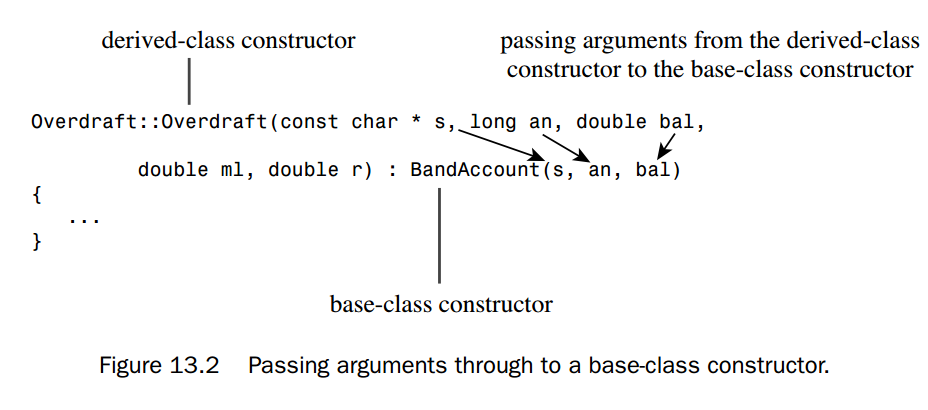 derived-class constructor
passing arguments from the derived-class
constructor to the base-class constructor
Overdraft::Overdraft(const char * s, long an, double bal,
double ml, double r) : BandAccount(s, an, bal)
{
...
}
base-class constructor
Figure 13.2 Passing arguments through to a base-class constructor.